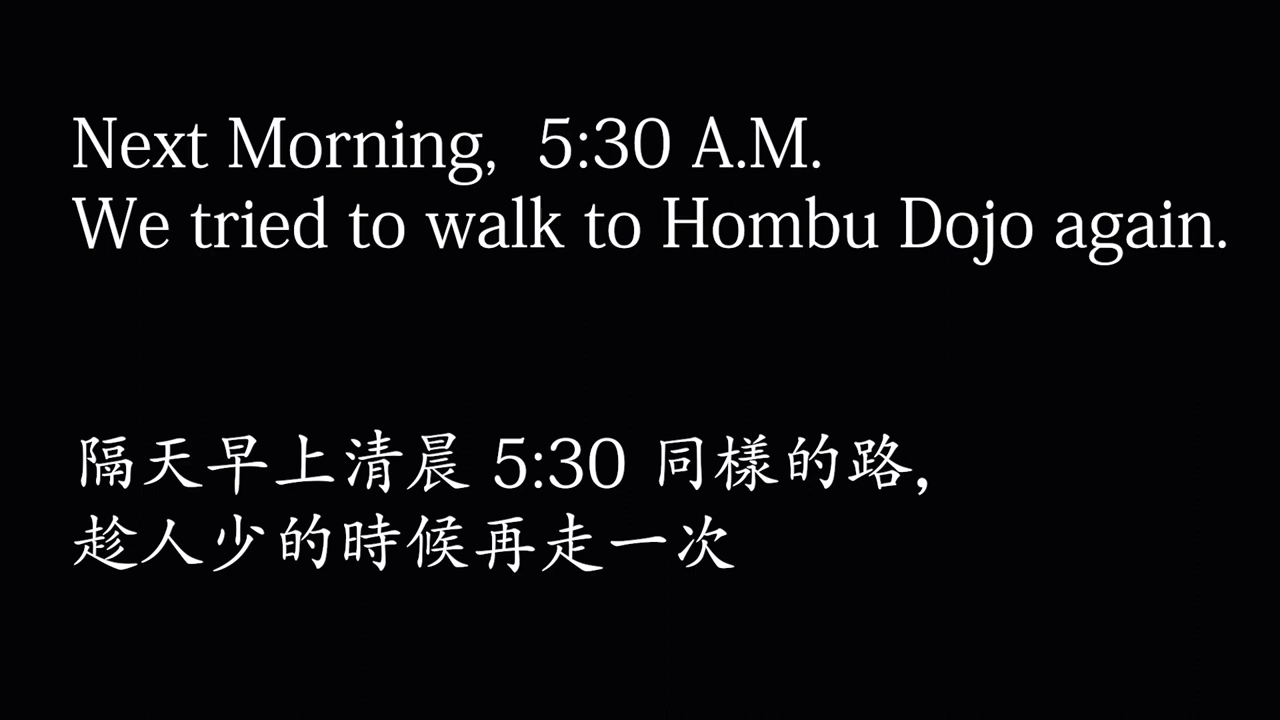 Next Morning,  5:30 A.M.
We tried to walk to Hombu Dojo again.
隔天早上清晨 5:30 同樣的路,
趁人少的時候再走一次